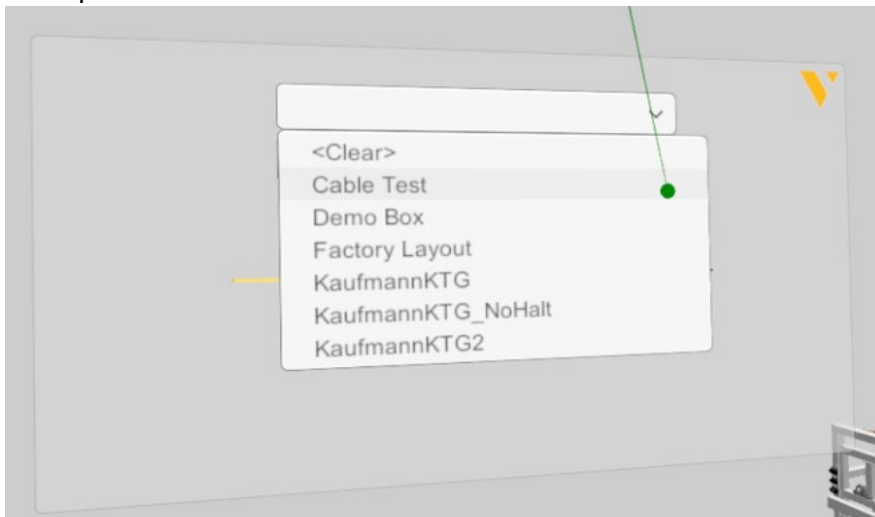 <Clear>
Cable Test
Demo Box
Factory Layout
KaufmannKTG
KaufmannKTG_NoHalt
KaufmannKTG2